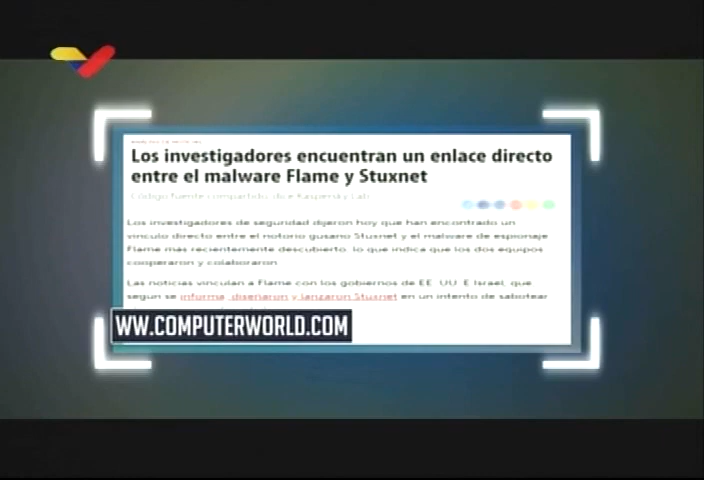 Los investigadores encuentran un enlace directo
entre el malware Flame y Stuxnet
Código fuente compartido, dice Kaspersky Lab
Los investigadores de seguridad dijeron hoy que han encontrado un
vínculo directo entre el notorio gusano Stuxnet y el malware de espionaje
Flame más recientemente descubierto, lo que indica que los dos equipos
cooperaron y colaboraron
Las noticias vinculan a Flame con los gobiernos de EE. UU. E Israel, que
según se informa, diseñaron y lanzaron Stuxnet en un intento de sabotear
WW.COMPUTERWORLD.COM